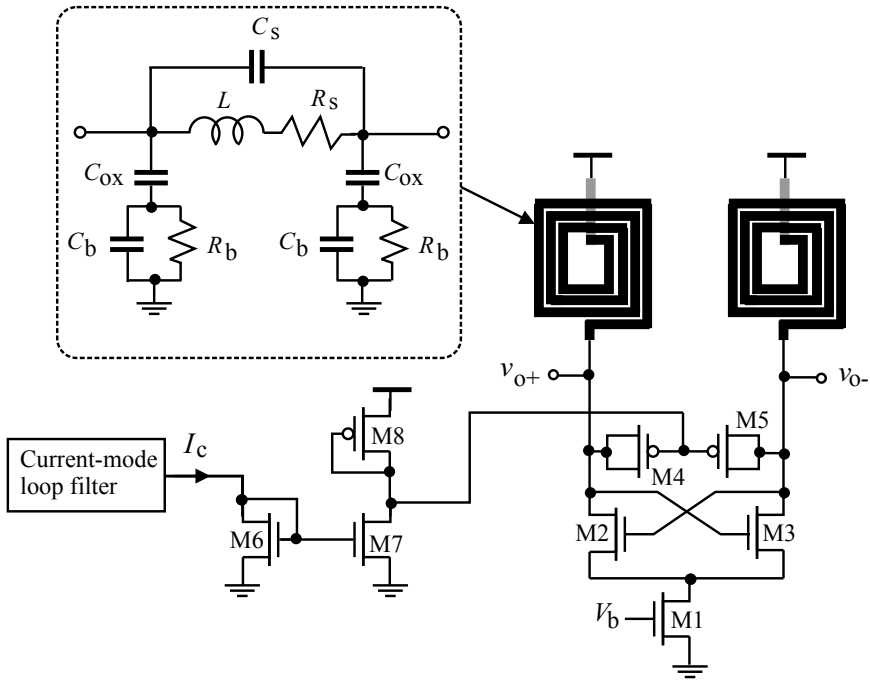 Cs
L
Rs
Cox
Cox
Cb
Rb
Cb
Rb
vo+
vo-
M8
M5
M4
Ic
Current-mode
loop filter
M6
M7
M2
M3
Vb
M1